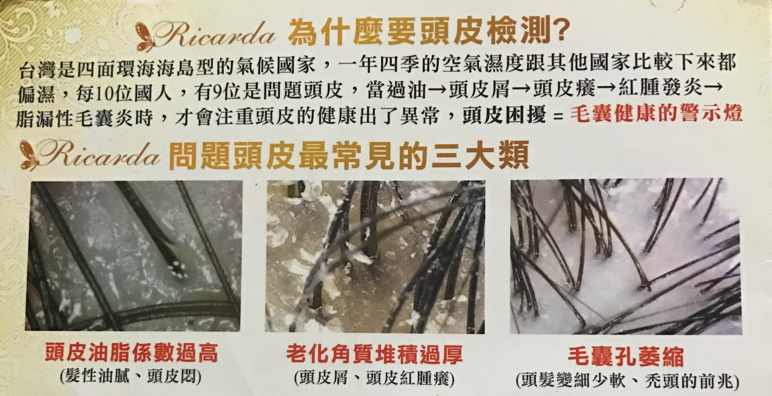 Ricarda 為什麼要頭皮檢測?
台灣是四面環海海島型的氣候國家，一年四季的空氣濕度跟其他國家比較下來都
偏濕，每10位國人，有9位是問題頭皮，當過油→頭皮屑→頭皮癢→紅腫發炎→
脂漏性毛囊炎時，才會注重頭皮的健康出了異常，頭皮困擾 = 毛囊健康的警示燈
Ricarda 問題頭皮最常見的三大類
頭皮油脂係數過高
(髮性油膩、頭皮悶)
老化角質堆積過厚
(頭皮屑、頭皮紅腫癢)
毛囊孔萎縮
(頭髮變細少軟、禿頭的前兆)